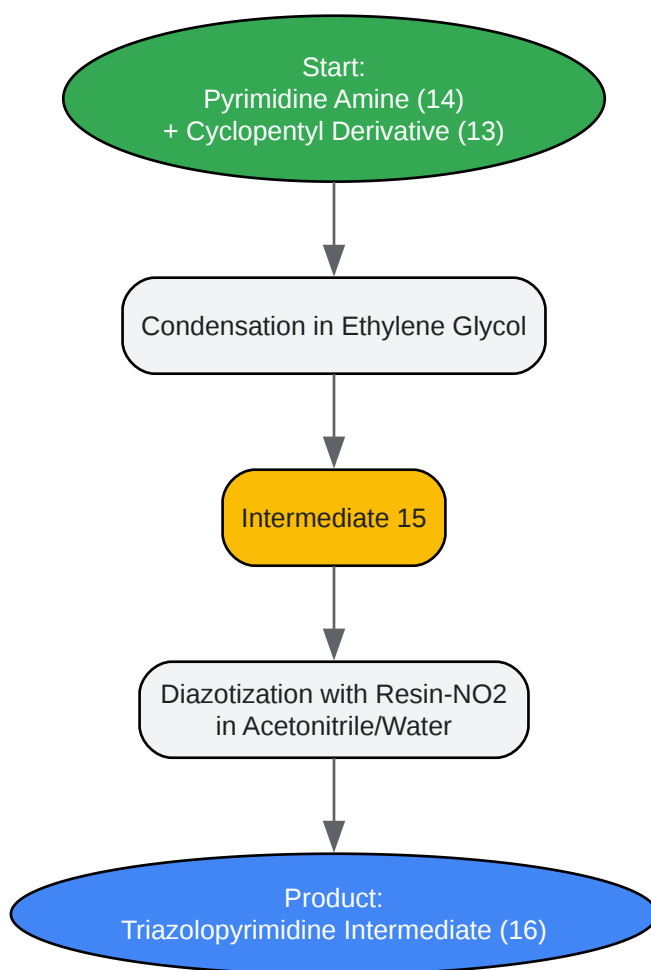 Start:
Pyrimidine Amine (14)
+ Cyclopentyl Derivative (13)
Condensation in Ethylene Glycol
Intermediate 15
Diazotization with Resin-NO2
in Acetonitrile/Water
Product:
Triazolopyrimidine Intermediate (16)